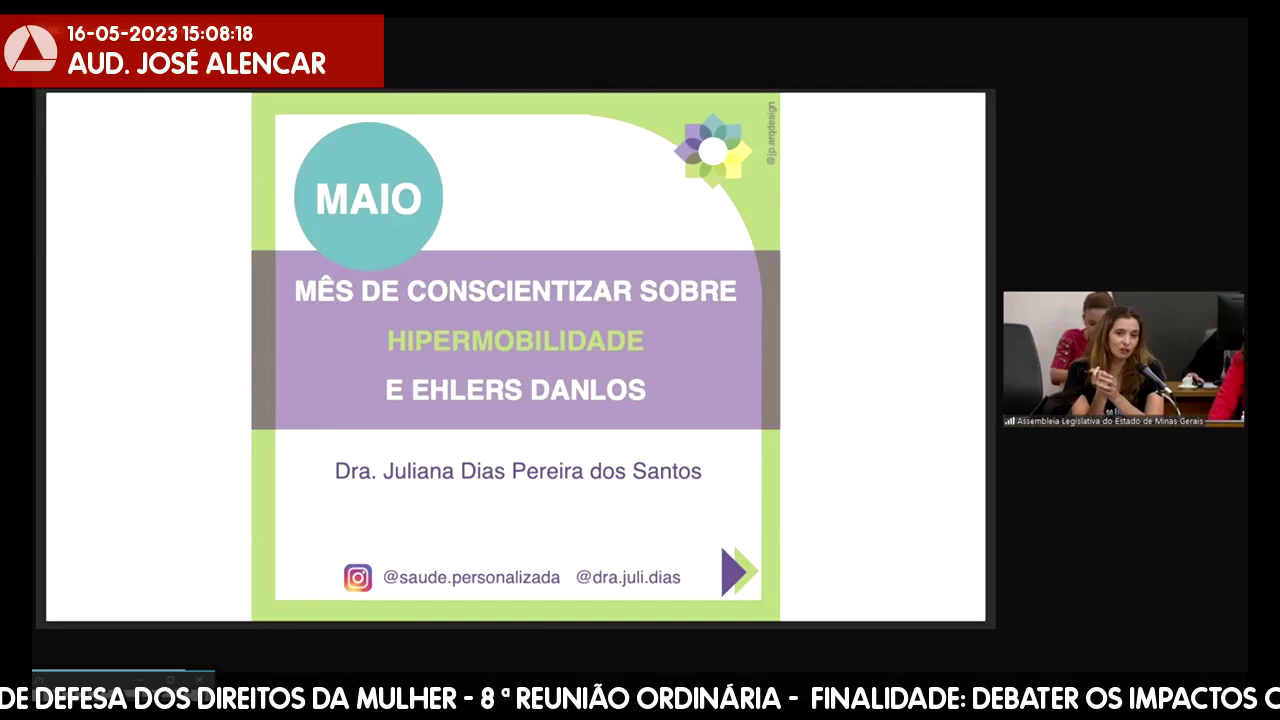 16-05-2023 15:08:18
AUD. JOSÉ ALENCAR
@jp.arqdesign
MAIO
MÊS DE CONSCIENTIZAR SOBRE
HIPERMOBILIDADE
E EHLERS DANLOS
Dra. Juliana Dias Pereira dos Santos
@saude.personalizada @dra.juli.dias
Assembleia Legislativa do Estado de Minas Gerais
DE DEFESA DOS DIREITOS DA MULHER - 8ª REUNIÃO ORDINÁRIA - FINALIDADE: DEBATER OS IMPACTOS